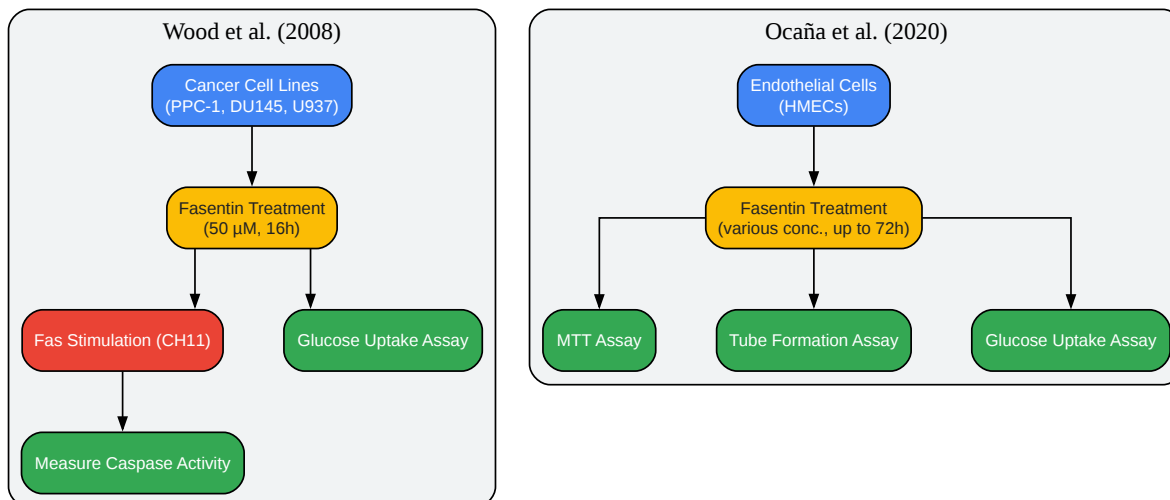 Wood et al. (2008)
Cancer Cell Lines
(PPC-1, DU145, U937)
Fasentin Treatment
(50 µM, 16h)
Fas Stimulation (CH11)
Glucose Uptake Assay
Measure Caspase Activity
Ocaña et al. (2020)
Endothelial Cells
(HMECs)
Fasentin Treatment
(various conc., up to 72h)
MTT Assay
Tube Formation Assay
Glucose Uptake Assay